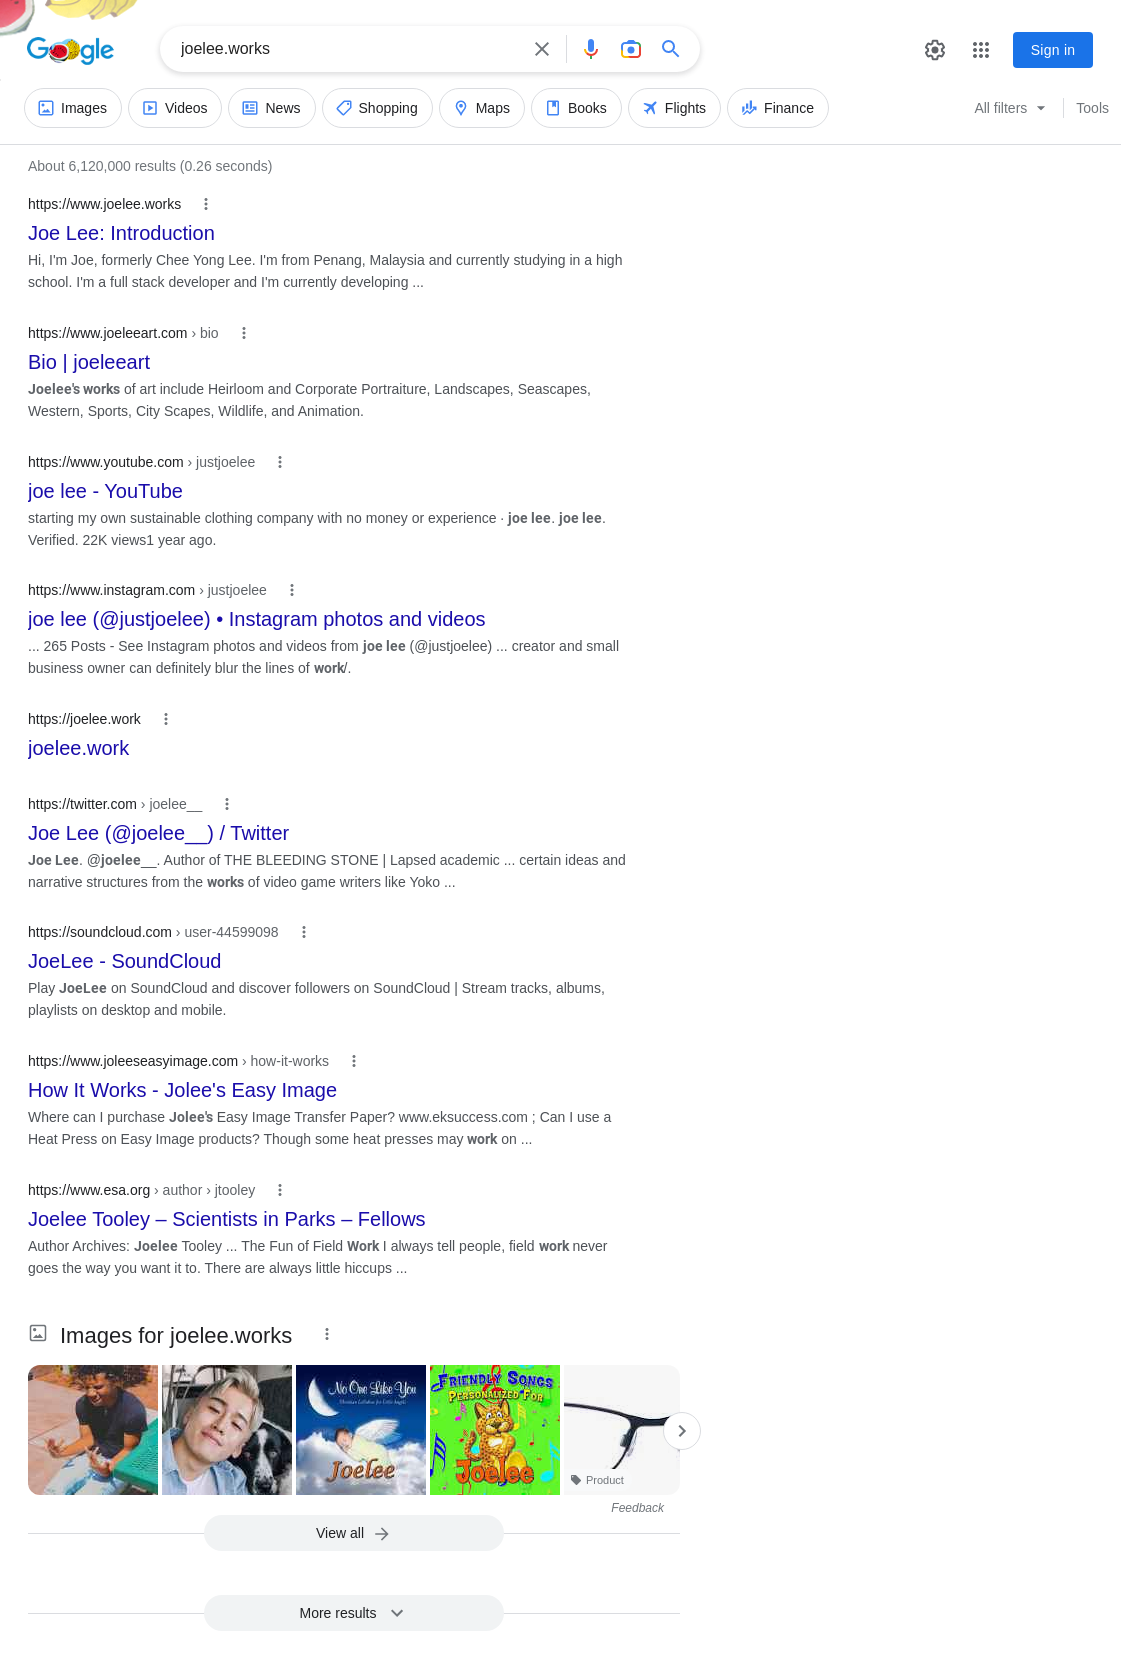 Google
joelee.works
Sign in
Images Videos News Shopping Maps Books Flights Finance All filters Tools
About 6,120,000 results (0.26 seconds)
https://www.joelee.works
Joe Lee: Introduction
Hi, I'm Joe, formerly Chee Yong Lee. I'm from Penang, Malaysia and currently studying in a high
school. I'm a full stack developer and I'm currently developing ...
https://www.joeleeart.com › bio
Bio | joeleeart
Joelee's works of art include Heirloom and Corporate Portraiture, Landscapes, Seascapes,
Western, Sports, City Scapes, Wildlife, and Animation.
https://www.youtube.com › justjoelee
joe lee - YouTube
starting my own sustainable clothing company with no money or experience · joe lee. joe lee.
Verified. 22K views1 year ago.
https://www.instagram.com › justjoelee
joe lee (@justjoelee) • Instagram photos and videos
... 265 Posts - See Instagram photos and videos from joe lee (@justjoelee) ... creator and small
business owner can definitely blur the lines of work/.
https://joelee.work
joelee.work
https://twitter.com › joelee__
Joe Lee (@joelee__) / Twitter
Joe Lee. @joelee__. Author of THE BLEEDING STONE | Lapsed academic ... certain ideas and
narrative structures from the works of video game writers like Yoko ...
https://soundcloud.com › user-44599098
JoeLee - SoundCloud
Play JoeLee on SoundCloud and discover followers on SoundCloud | Stream tracks, albums,
playlists on desktop and mobile.
https://www.joleeseasyimage.com › how-it-works
How It Works - Jolee's Easy Image
Where can I purchase Jolee's Easy Image Transfer Paper? www.eksuccess.com ; Can I use a
Heat Press on Easy Image products? Though some heat presses may work on ...
https://www.esa.org › author › jtooley
Joelee Tooley – Scientists in Parks – Fellows
Author Archives: Joelee Tooley ... The Fun of Field Work I always tell people, field work never
goes the way you want it to. There are always little hiccups ...
Images for joelee.works
No One Like You
Christian Lullabies for Little Angels
Joelee
FRIENDLY SONGS
PERSONALIZED FOR
JOELEE
Product
Feedback
View all
More results